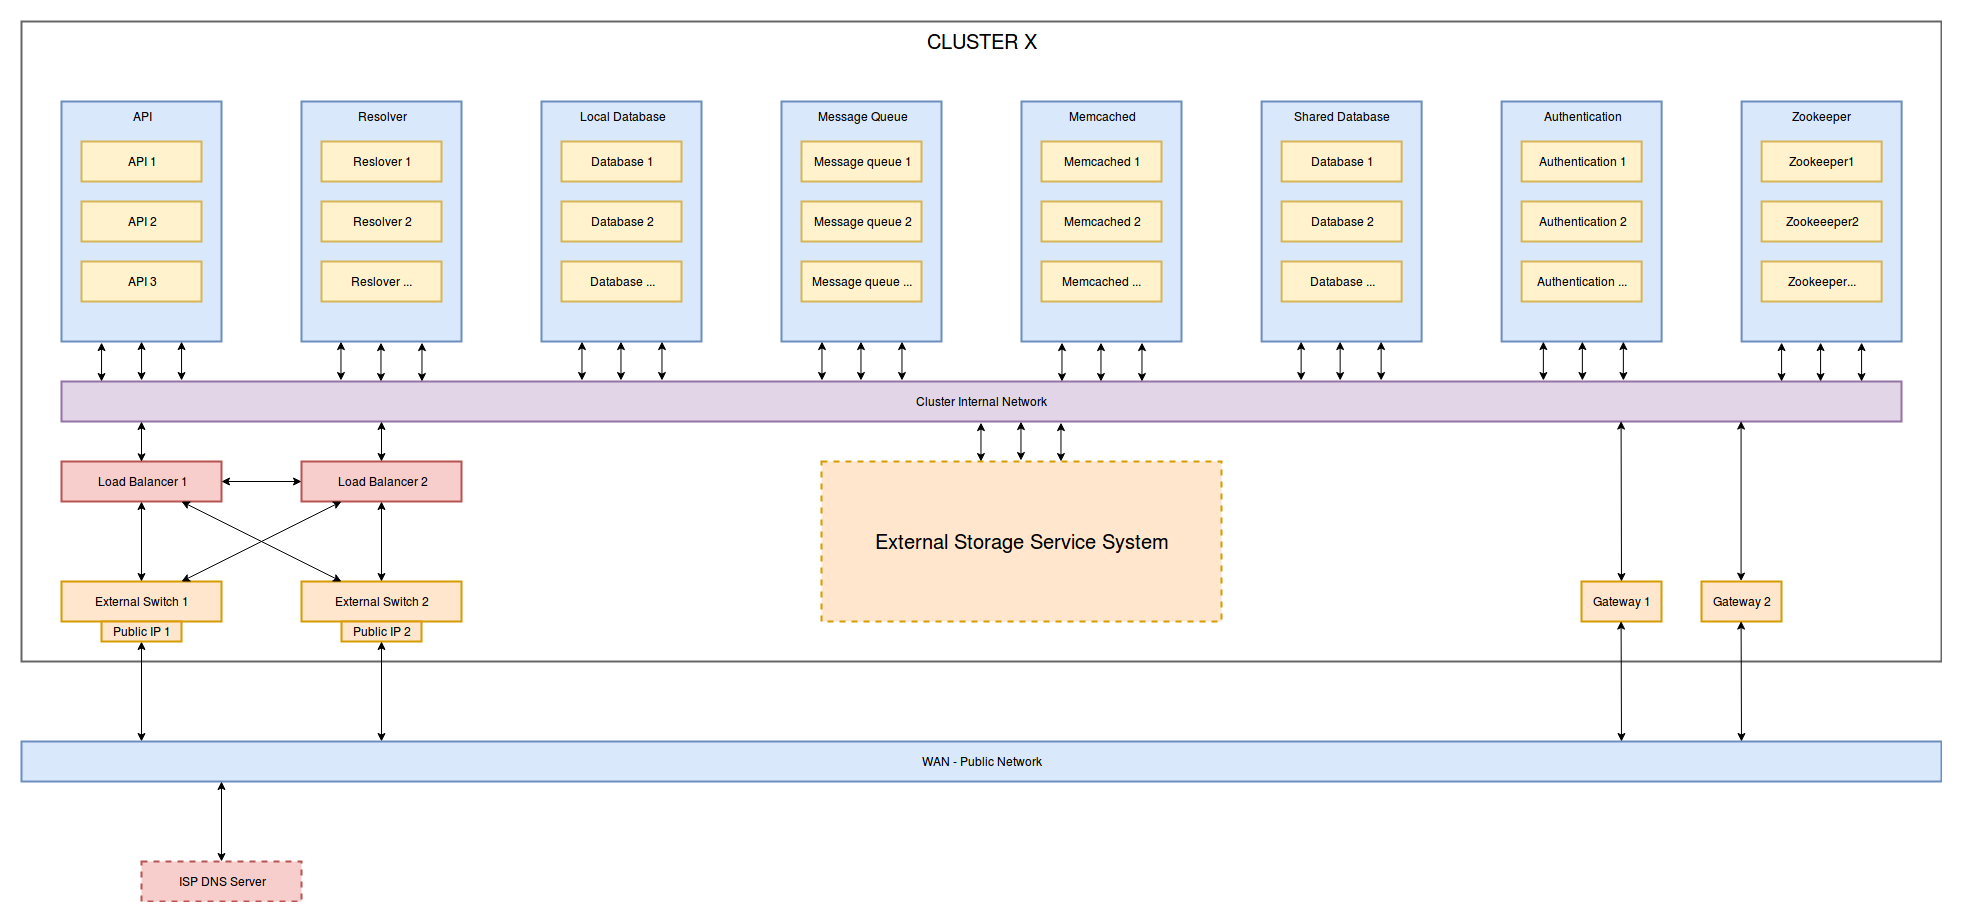 CLUSTER X
API
API 1
API 2
API 3
Resolver
Reslover 1
Resolver 2
Reslover ...
Local Database
Database 1
Database 2
Database ...
Message Queue
Message queue 1
Message queue 2
Message queue ...
Memcached
Memcached 1
Memcached 2
Memcached ...
Shared Database
Database 1
Database 2
Database ...
Authentication
Authentication 1
Authentication 2
Authentication ...
Zookeeper
Zookeeper1
Zookeeeper2
Zookeeper...
Cluster Internal Network
Load Balancer 1
Load Balancer 2
External Storage Service System
External Switch 1
Public IP 1
External Switch 2
Public IP 2
Gateway 1
Gateway 2
WAN - Public Network
ISP DNS Server